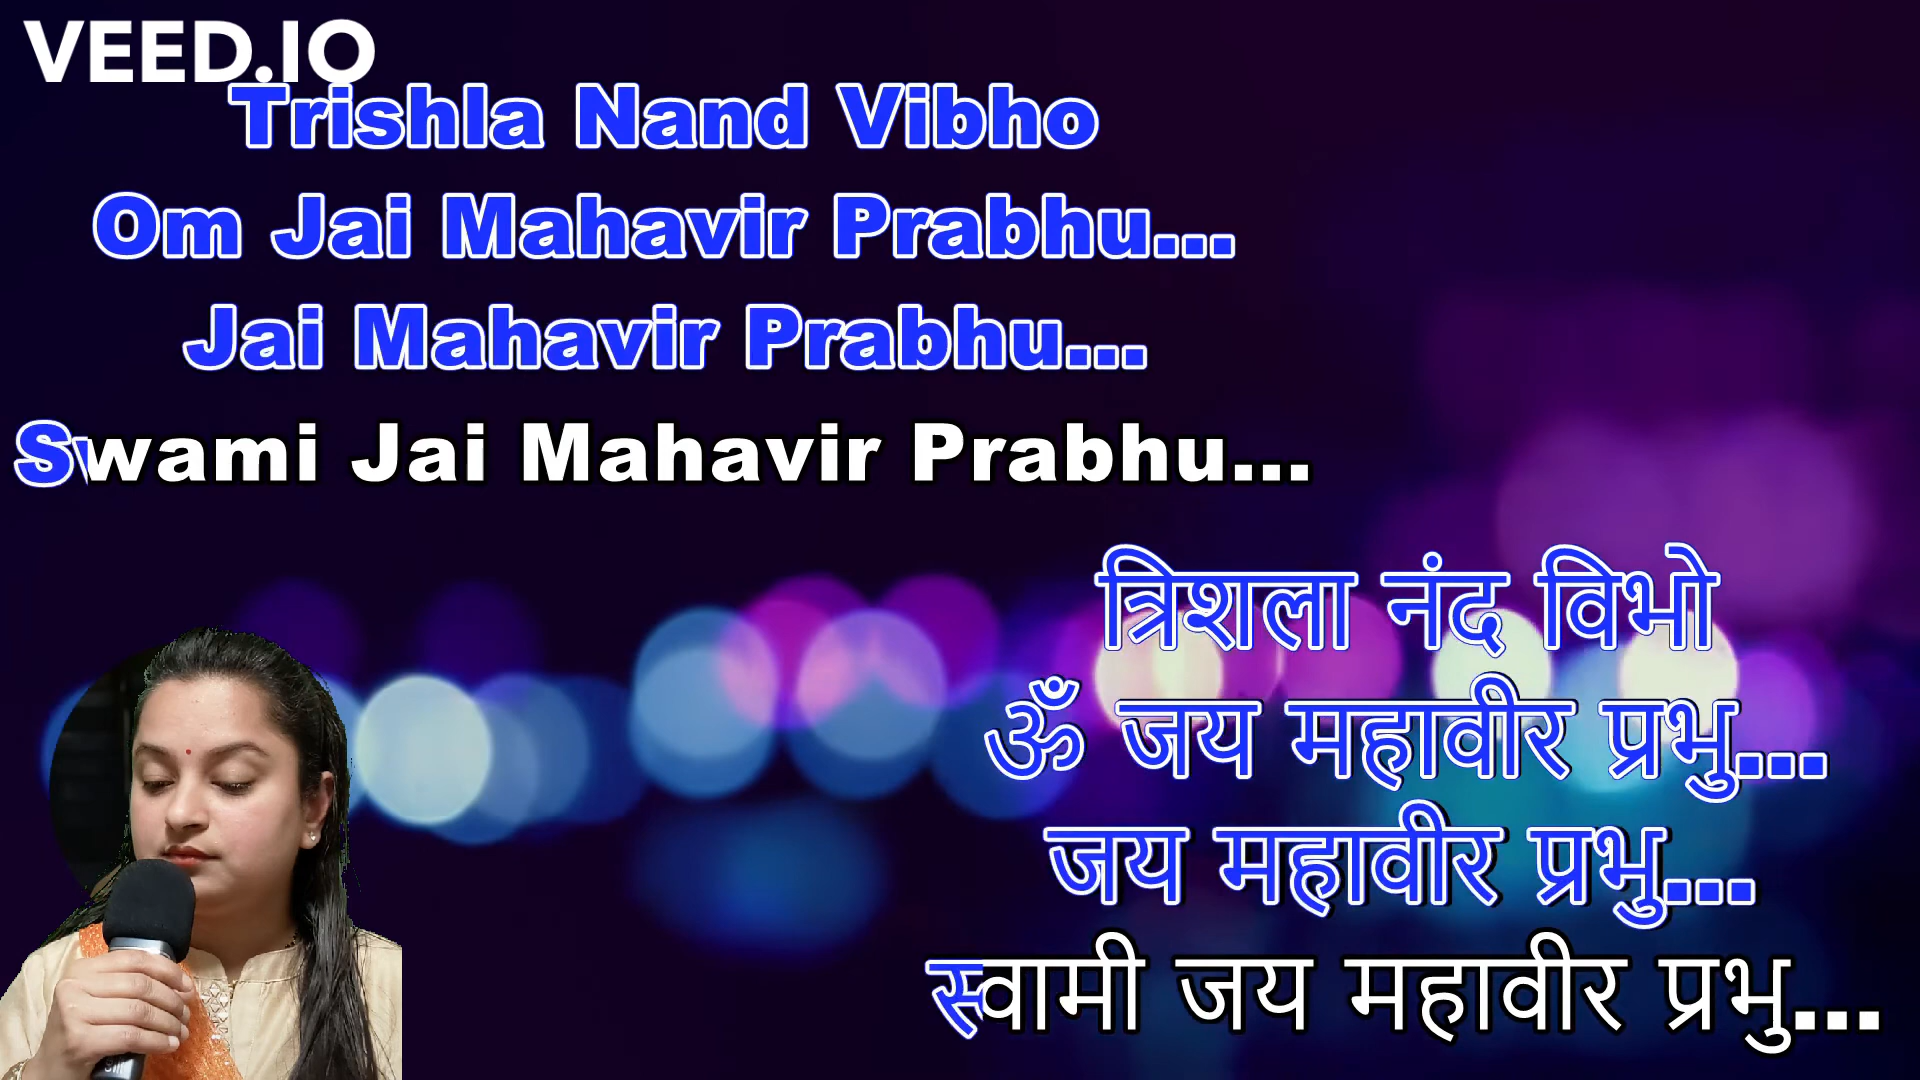 VEED.IO
Trishla Nand Vibho
Om Jai Mahavir Prabhu...
Jai Mahavir Prabhu...
Swami Jai Mahavir Prabhu...
त्रिशला नंद विभो
ॐ जय महावीर प्रभु...
जय महावीर प्रभु...
स्वामी जय महावीर प्रभु...